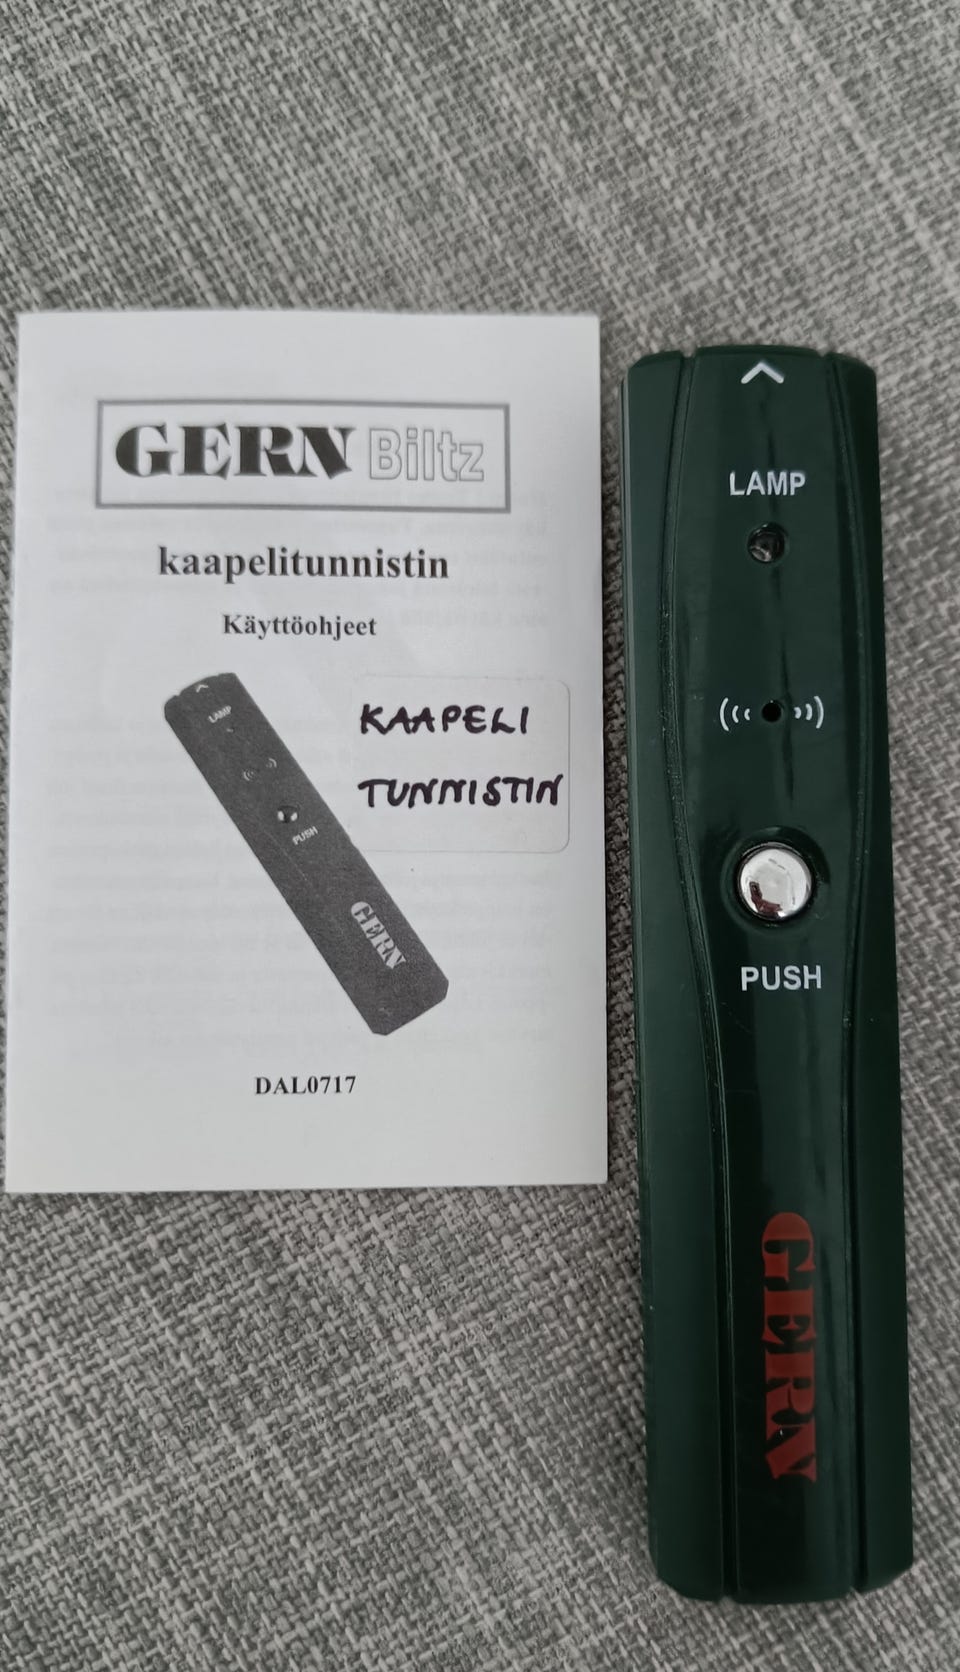 GERN Biltz
kaapelitunnistin
Käyttöohjeet
LAMP
PUSH
GERN
KAAPELI
TUNNISTIN
DAL0717
LAMP
PUSH
GERN